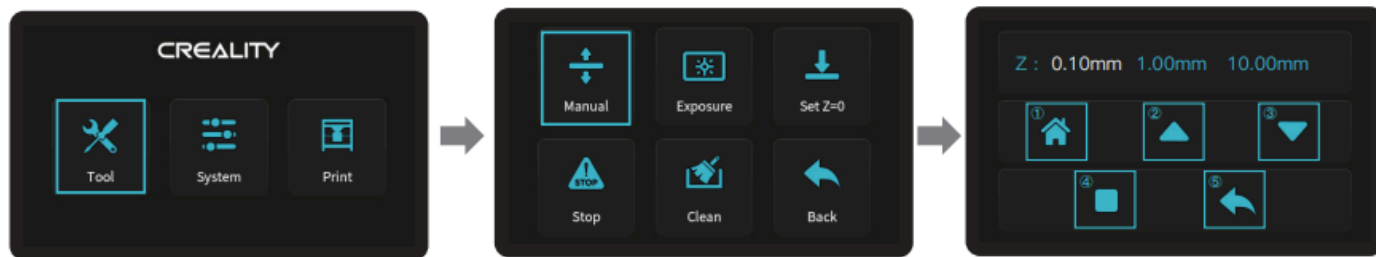 CREALITY
Tool System Print
Manual Exposure Set Z=0
STOP
Stop Clean Back
Z : 0.10mm 1.00mm 10.00mm
① ② ③
④ ⑤